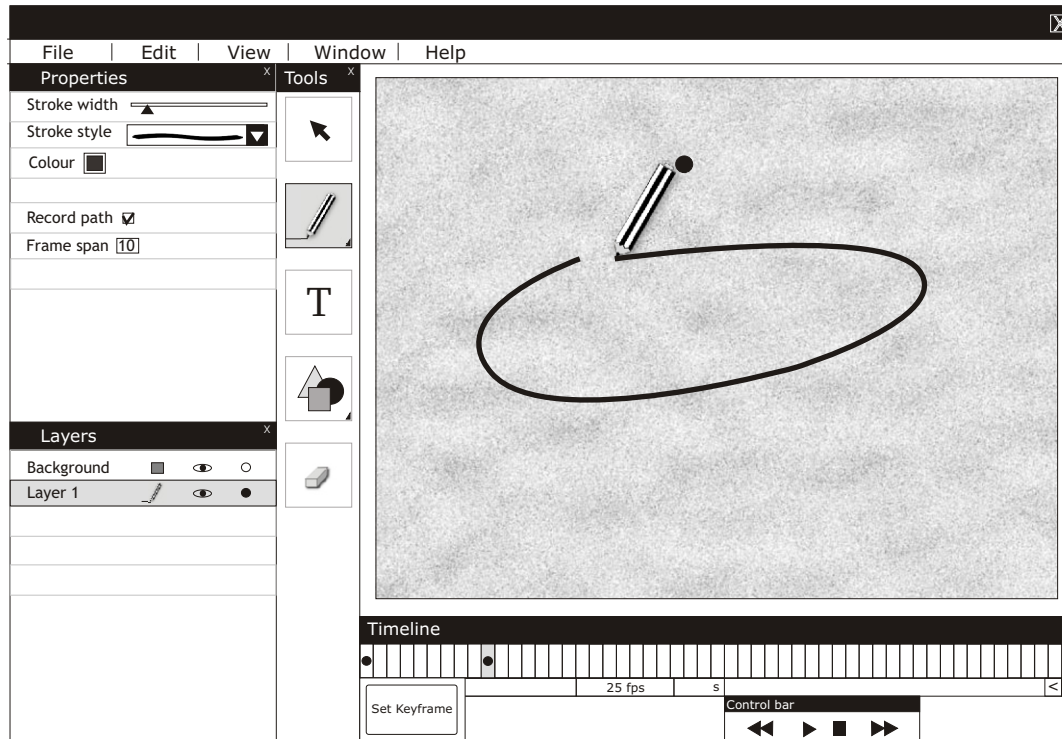 X
File | Edit | View | Window | Help
Properties X
Tools X
Stroke width
Stroke style
Colour
Record path
Frame span 10
T
Layers X
Background
Layer 1
Timeline
25 fps s <
Set Keyframe
Control bar